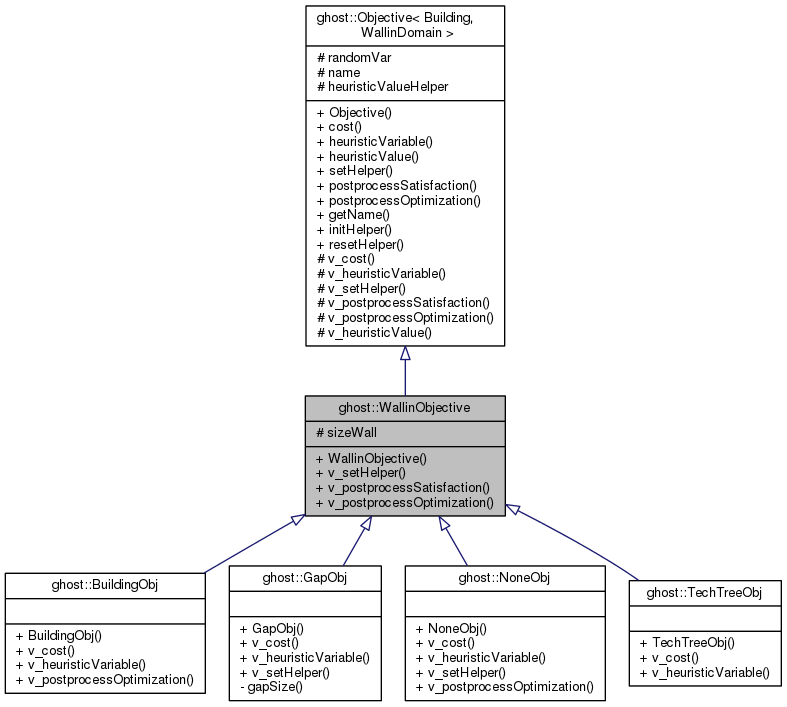 ghost::Objective< Building,
WallinDomain >
# randomVar
# name
# heuristicValueHelper
+ Objective()
+ cost()
+ heuristicVariable()
+ heuristicValue()
+ setHelper()
+ postprocessSatisfaction()
+ postprocessOptimization()
+ getName()
+ initHelper()
+ resetHelper()
# v_cost()
# v_heuristicVariable()
# v_setHelper()
# v_postprocessSatisfaction()
# v_postprocessOptimization()
# v_heuristicValue()
ghost::WallinObjective
# sizeWall
+ WallinObjective()
+ v_setHelper()
+ v_postprocessSatisfaction()
+ v_postprocessOptimization()
ghost::BuildingObj
+ BuildingObj()
+ v_cost()
+ v_heuristicVariable()
+ v_postprocessOptimization()
ghost::GapObj
+ GapObj()
+ v_cost()
+ v_heuristicVariable()
+ v_setHelper()
- gapSize()
ghost::NoneObj
+ NoneObj()
+ v_cost()
+ v_heuristicVariable()
+ v_setHelper()
+ v_postprocessOptimization()
ghost::TechTreeObj
+ TechTreeObj()
+ v_cost()
+ v_heuristicVariable()